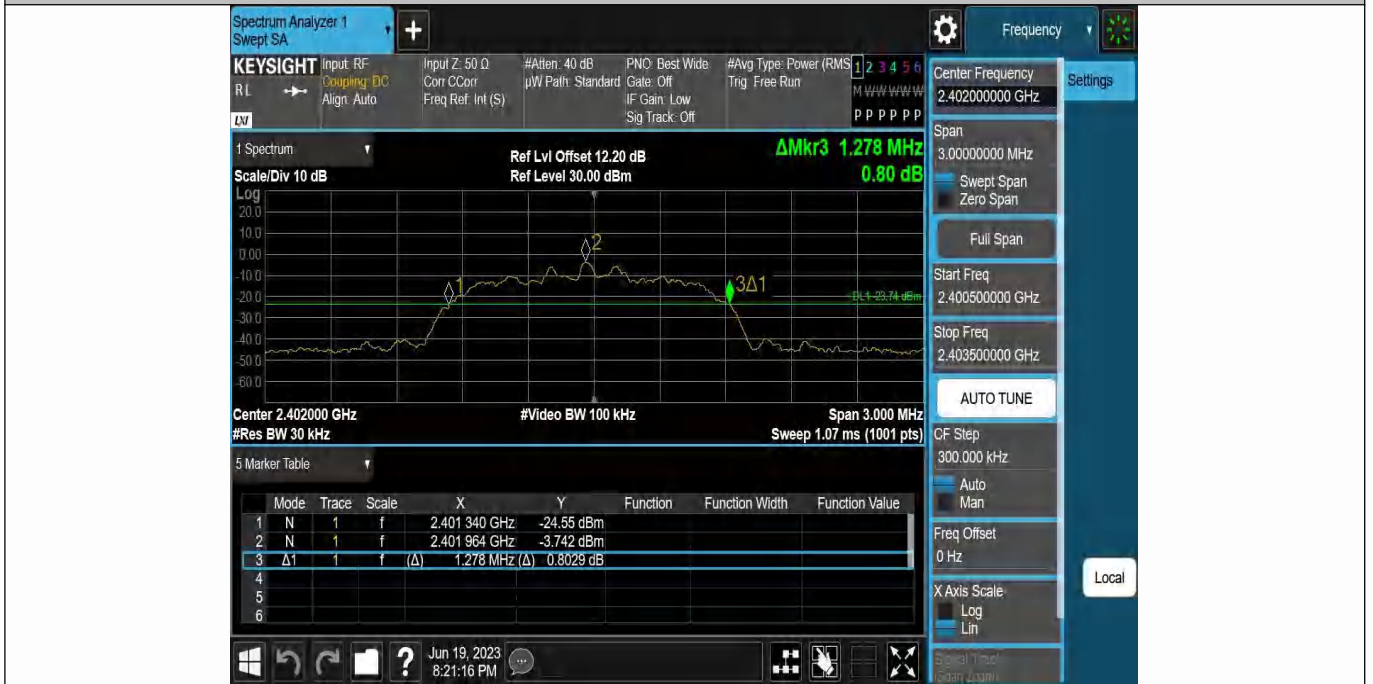 Spectrum Analyzer 1
Swept SA
+
Frequency
KEYSIGHT
RL
LXI
Input: RF
Coupling: DC
Align: Auto
Input Z: 50 Ω
Corr CCorr
Freq Ref: Int (S)
#Atten: 40 dB
µW Path: Standard
PNO: Best Wide
Gate: Off
IF Gain: Low
Sig Track: Off
#Avg Type: Power (RMS
Trig: Free Run
1 2 3 4 5 6
M W W W W W
P P P P P P
1 Spectrum
Scale/Div 10 dB
Ref Lvl Offset 12.20 dB
Ref Level 30.00 dBm
ΔMkr3 1.278 MHz
0.80 dB
Log
20.0
10.0
0.00
-10.0
-20.0
-30.0
-40.0
-50.0
-60.0
1
2
3Δ1
DL1 -23.74 dBm
Center 2.402000 GHz
#Res BW 30 kHz
#Video BW 100 kHz
Span 3.000 MHz
Sweep 1.07 ms (1001 pts)
5 Marker Table
Mode Trace Scale X Y Function Function Width Function Value
1 N 1 f 2.401 340 GHz -24.55 dBm
2 N 1 f 2.401 964 GHz -3.742 dBm
3 Δ1 1 f (Δ) 1.278 MHz (Δ) 0.8029 dB
4
5
6
?
Jun 19, 2023
8:21:16 PM
Center Frequency
2.402000000 GHz
Settings
Span
3.00000000 MHz
Swept Span
Zero Span
Full Span
Start Freq
2.400500000 GHz
Stop Freq
2.403500000 GHz
AUTO TUNE
CF Step
300.000 kHz
Auto
Man
Freq Offset
0 Hz
X Axis Scale
Log
Lin
Local